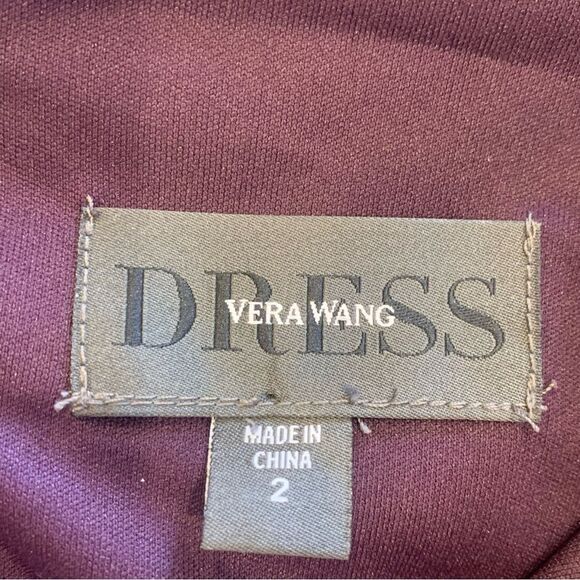 DRESS
VERA WANG
MADE IN
CHINA
2